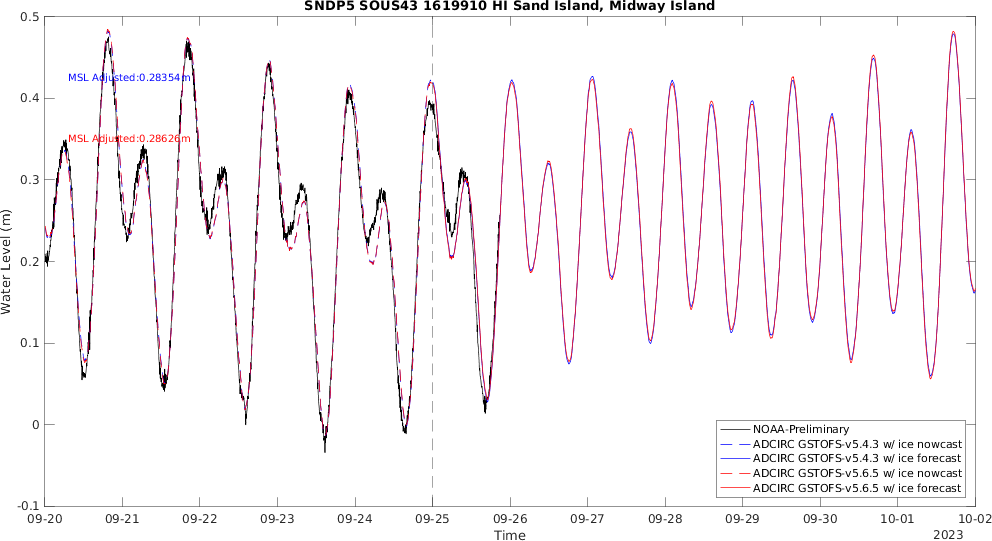 SNDP5 SOUS43 1619910 HI Sand Island, Midway Island
0.5
0.4
0.3
0.2
0.1
0
-0.1
Water Level (m)
MSL Adjusted:0.28354m
MSL Adjusted:0.28626m
NOAA-Preliminary
ADCIRC GSTOFS-v5.4.3 w/ ice nowcast
ADCIRC GSTOFS-v5.4.3 w/ ice forecast
ADCIRC GSTOFS-v5.6.5 w/ ice nowcast
ADCIRC GSTOFS-v5.6.5 w/ ice forecast
09-20 09-21 09-22 09-23 09-24 09-25 09-26 09-27 09-28 09-29 09-30 10-01 10-02
Time
2023